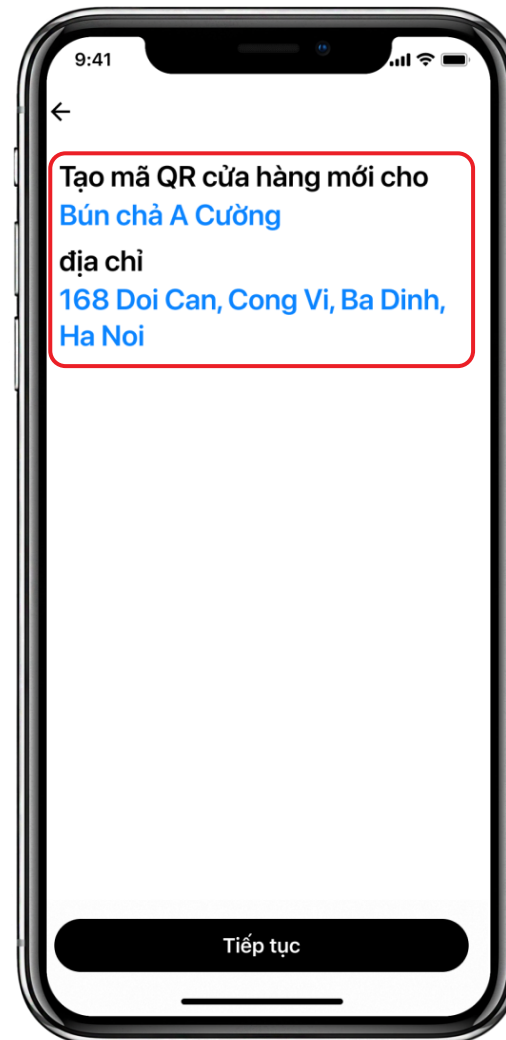 9:41
Tạo mã QR cửa hàng mới cho
Bún chả A Cường
địa chỉ
168 Doi Can, Cong Vi, Ba Dinh,
Ha Noi
Tiếp tục